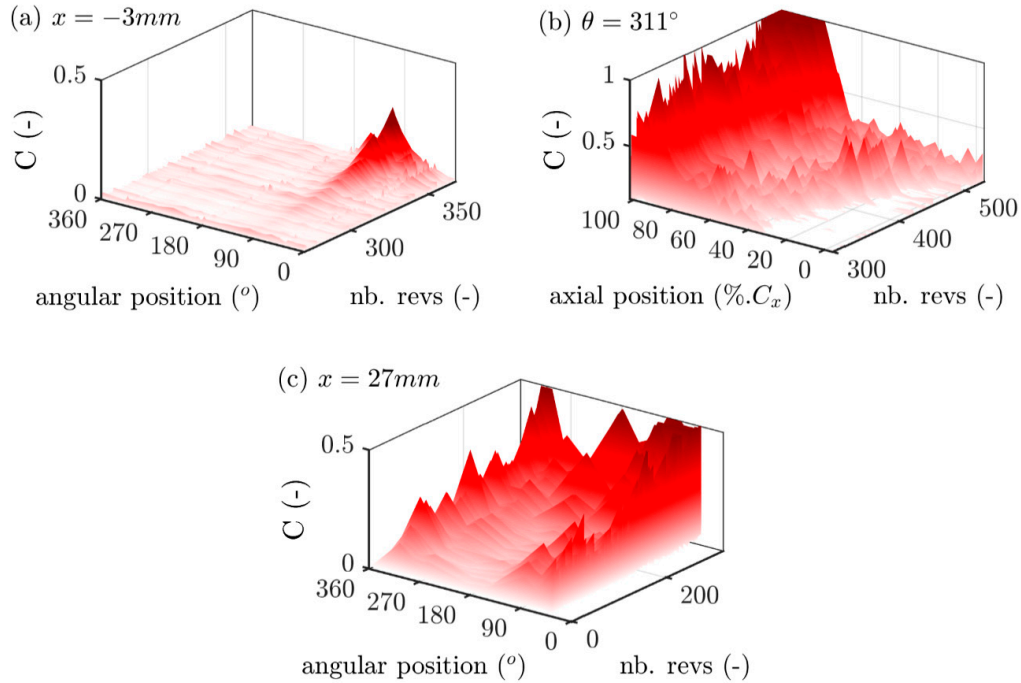 (a) x = −3mm
0.5
C (-)
0
360
270
180
90
0
300
350
angular position (°)
nb. revs (-)
(b) θ = 311°
1
C (-)
0.5
100
80
60
40
20
0
300
400
500
axial position (%.Cₓ)
nb. revs (-)
(c) x = 27mm
0.5
C (-)
0
360
270
180
90
0
0
200
angular position (°)
nb. revs (-)